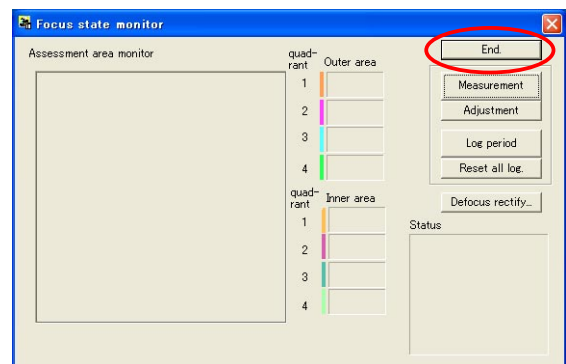 Focus state monitor
Assessment area monitor
quad-
rant Outer area
1
2
3
4
quad-
rant Inner area
1
2
3
4
End.
Measurement
Adjustment
Log period
Reset all log.
Defocus rectify...
Status